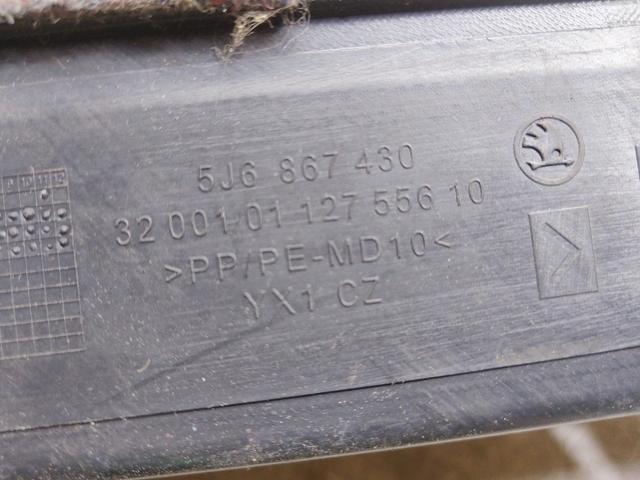 5J6 867 430
32 001 01 127 556 10
>PP/PE-MD10<
YX1 CZ